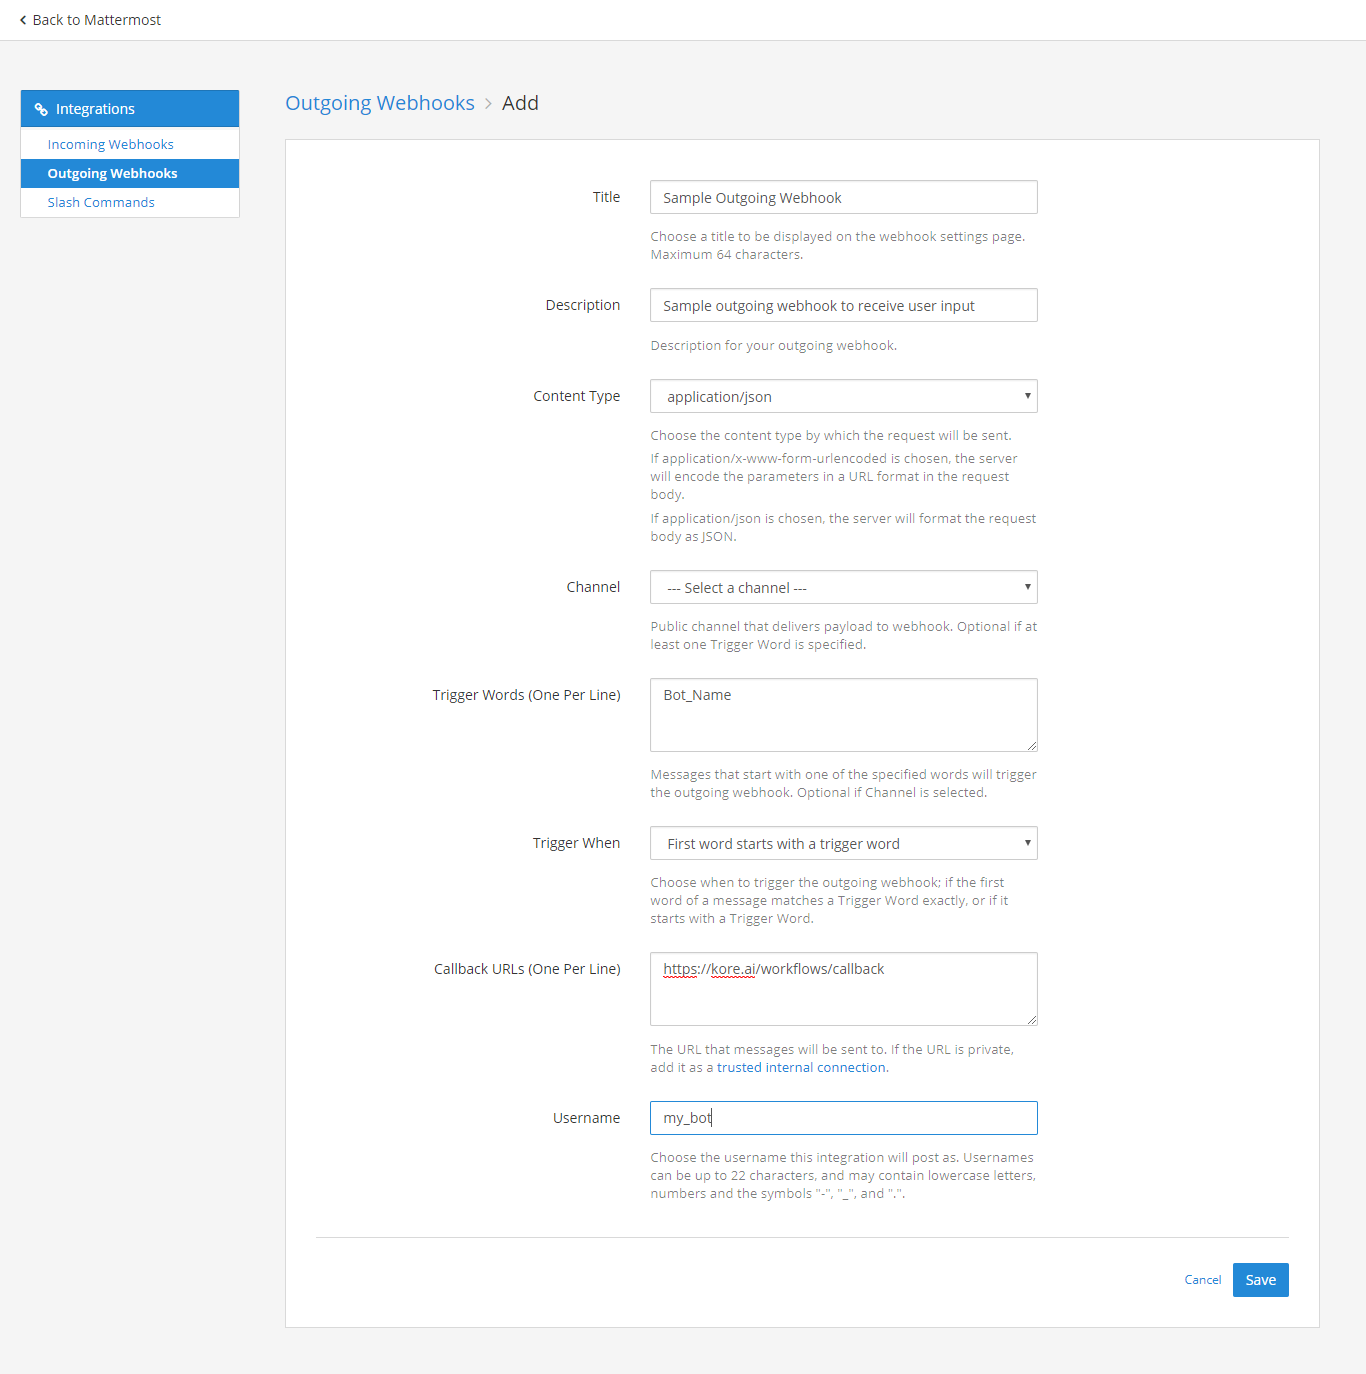 Back to Mattermost
Integrations
Incoming Webhooks
Outgoing Webhooks
Slash Commands
Outgoing Webhooks > Add
Title
Sample Outgoing Webhook
Choose a title to be displayed on the webhook settings page.
Maximum 64 characters.
Description
Sample outgoing webhook to receive user input
Description for your outgoing webhook.
Content Type
application/json
Choose the content type by which the request will be sent.
If application/x-www-form-urlencoded is chosen, the server
will encode the parameters in a URL format in the request
body.
If application/json is chosen, the server will format the request
body as JSON.
Channel
--- Select a channel ---
Public channel that delivers payload to webhook. Optional if at
least one Trigger Word is specified.
Trigger Words (One Per Line)
Bot_Name
Messages that start with one of the specified words will trigger
the outgoing webhook. Optional if Channel is selected.
Trigger When
First word starts with a trigger word
Choose when to trigger the outgoing webhook; if the first
word of a message matches a Trigger Word exactly, or if it
starts with a Trigger Word.
Callback URLs (One Per Line)
https://kore.ai/workflows/callback
The URL that messages will be sent to. If the URL is private,
add it as a trusted internal connection.
Username
my_bot
Choose the username this integration will post as. Usernames
can be up to 22 characters, and may contain lowercase letters,
numbers and the symbols "-", "_", and ".".
Cancel
Save